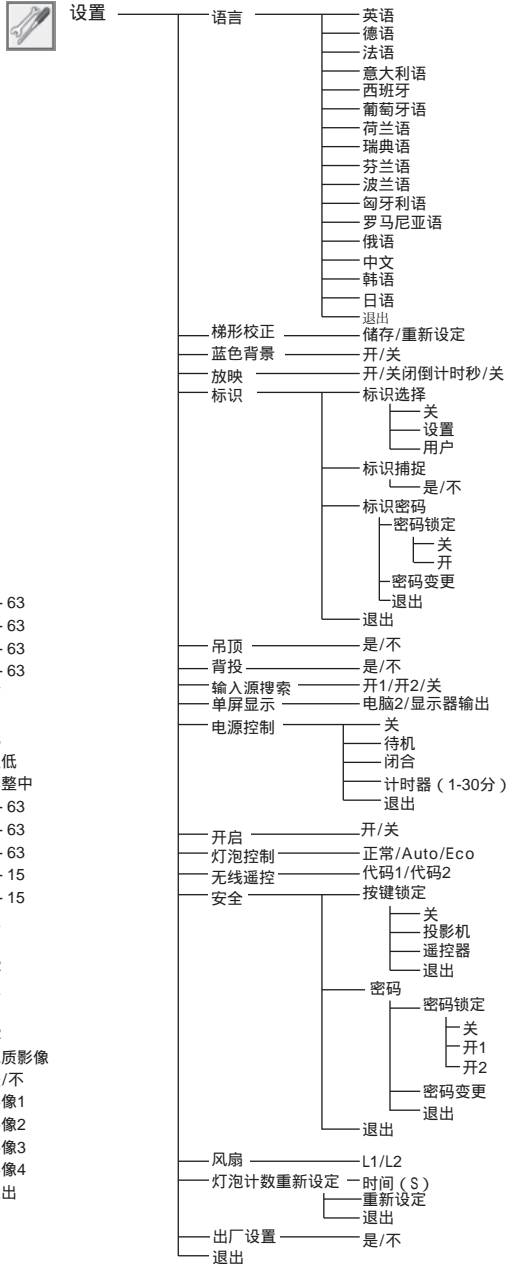 设置
语言
英语
德语
法语
意大利语
西班牙
葡萄牙语
荷兰语
瑞典语
芬兰语
波兰语
匈牙利语
罗马尼亚语
俄语
中文
韩语
日语
退出
梯形校正 储存/重新设定
蓝色背景 开/关
放映 开/关闭倒计时秒/关
标识 标识选择
关
设置
用户
标识捕捉
是/不
标识密码
密码锁定
关
开
密码变更
退出
退出
吊顶 是/不
背投 是/不
输入源搜索 开1/开2/关
单屏显示 电脑2/显示器输出
电源控制 关
待机
闭合
计时器（1-30分）
退出
开启 开/关
灯泡控制 正常/Auto/Eco
无线遥控 代码1/代码2
安全 按键锁定
关
投影机
遥控器
退出
密码
密码锁定
关
开1
开2
密码变更
退出
退出
风扇 L1/L2
灯泡计数重新设定 时间（S）
重新设定
退出
出厂设置 是/不
退出
- 63
- 63
- 63
- 63
低
整中
- 63
- 63
- 63
- 15
- 15
质影像
/不
像1
像2
像3
像4
出